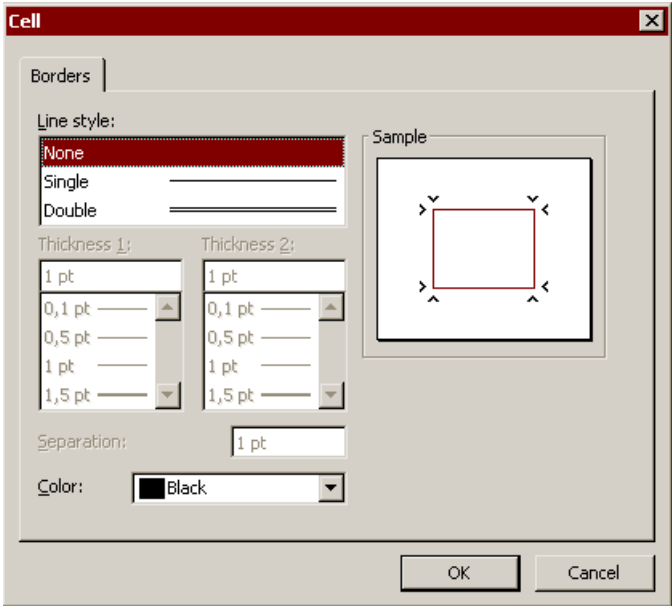 Cell
Borders
Line style:
None
Single
Double
Sample
Thickness 1:
Thickness 2:
1 pt
1 pt
0,1 pt
0,5 pt
1 pt
1,5 pt
0,1 pt
0,5 pt
1 pt
1,5 pt
Separation:
1 pt
Color:
Black
OK
Cancel